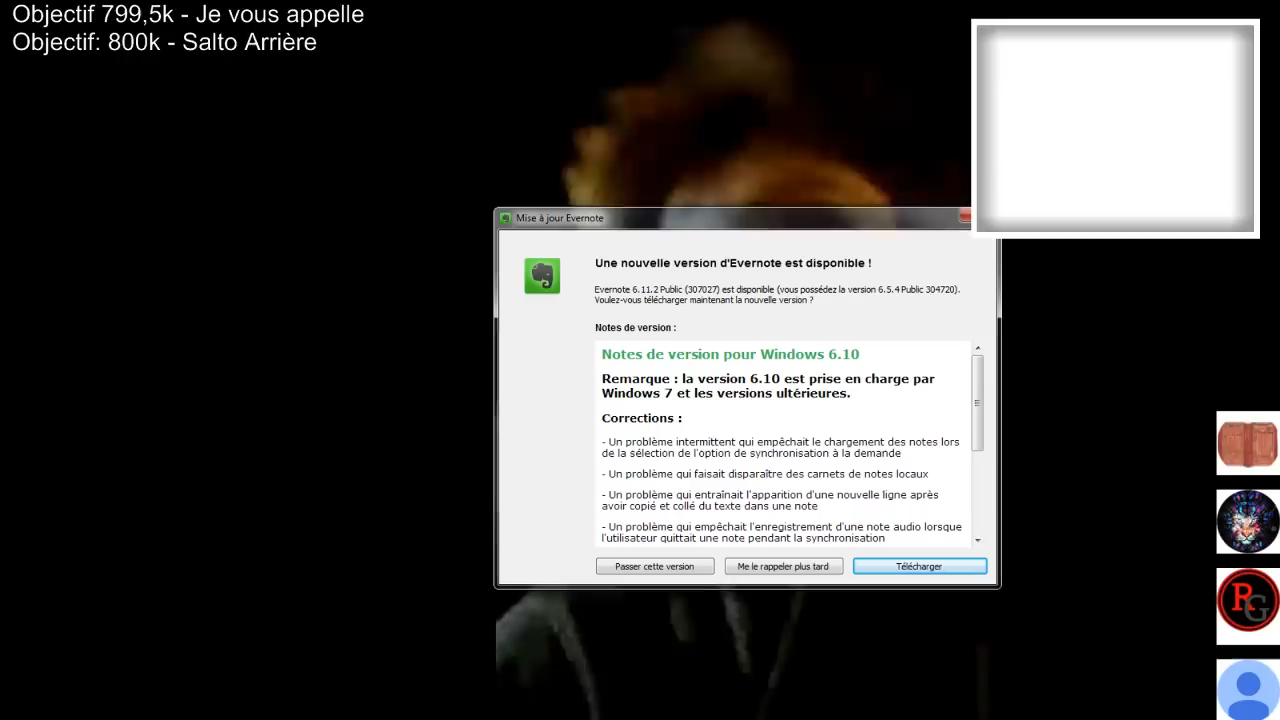 Objectif 799,5k - Je vous appelle
Objectif: 800k - Salto Arrière
Mise à jour Evernote
Une nouvelle version d'Evernote est disponible !
Evernote 6.11.2 Public (307027) est disponible (vous possédez la version 6.5.4 Public 304720).
Voulez-vous télécharger maintenant la nouvelle version ?
Notes de version :
Notes de version pour Windows 6.10
Remarque : la version 6.10 est prise en charge par
Windows 7 et les versions ultérieures.
Corrections :
- Un problème intermittent qui empêchait le chargement des notes lors
de la sélection de l'option de synchronisation à la demande
- Un problème qui faisait disparaître des carnets de notes locaux
- Un problème qui entraînait l'apparition d'une nouvelle ligne après
avoir copié et collé du texte dans une note
- Un problème qui empêchait l'enregistrement d'une note audio lorsque
l'utilisateur quittait une note pendant la synchronisation
Passer cette version
Me le rappeler plus tard
Télécharger
RG